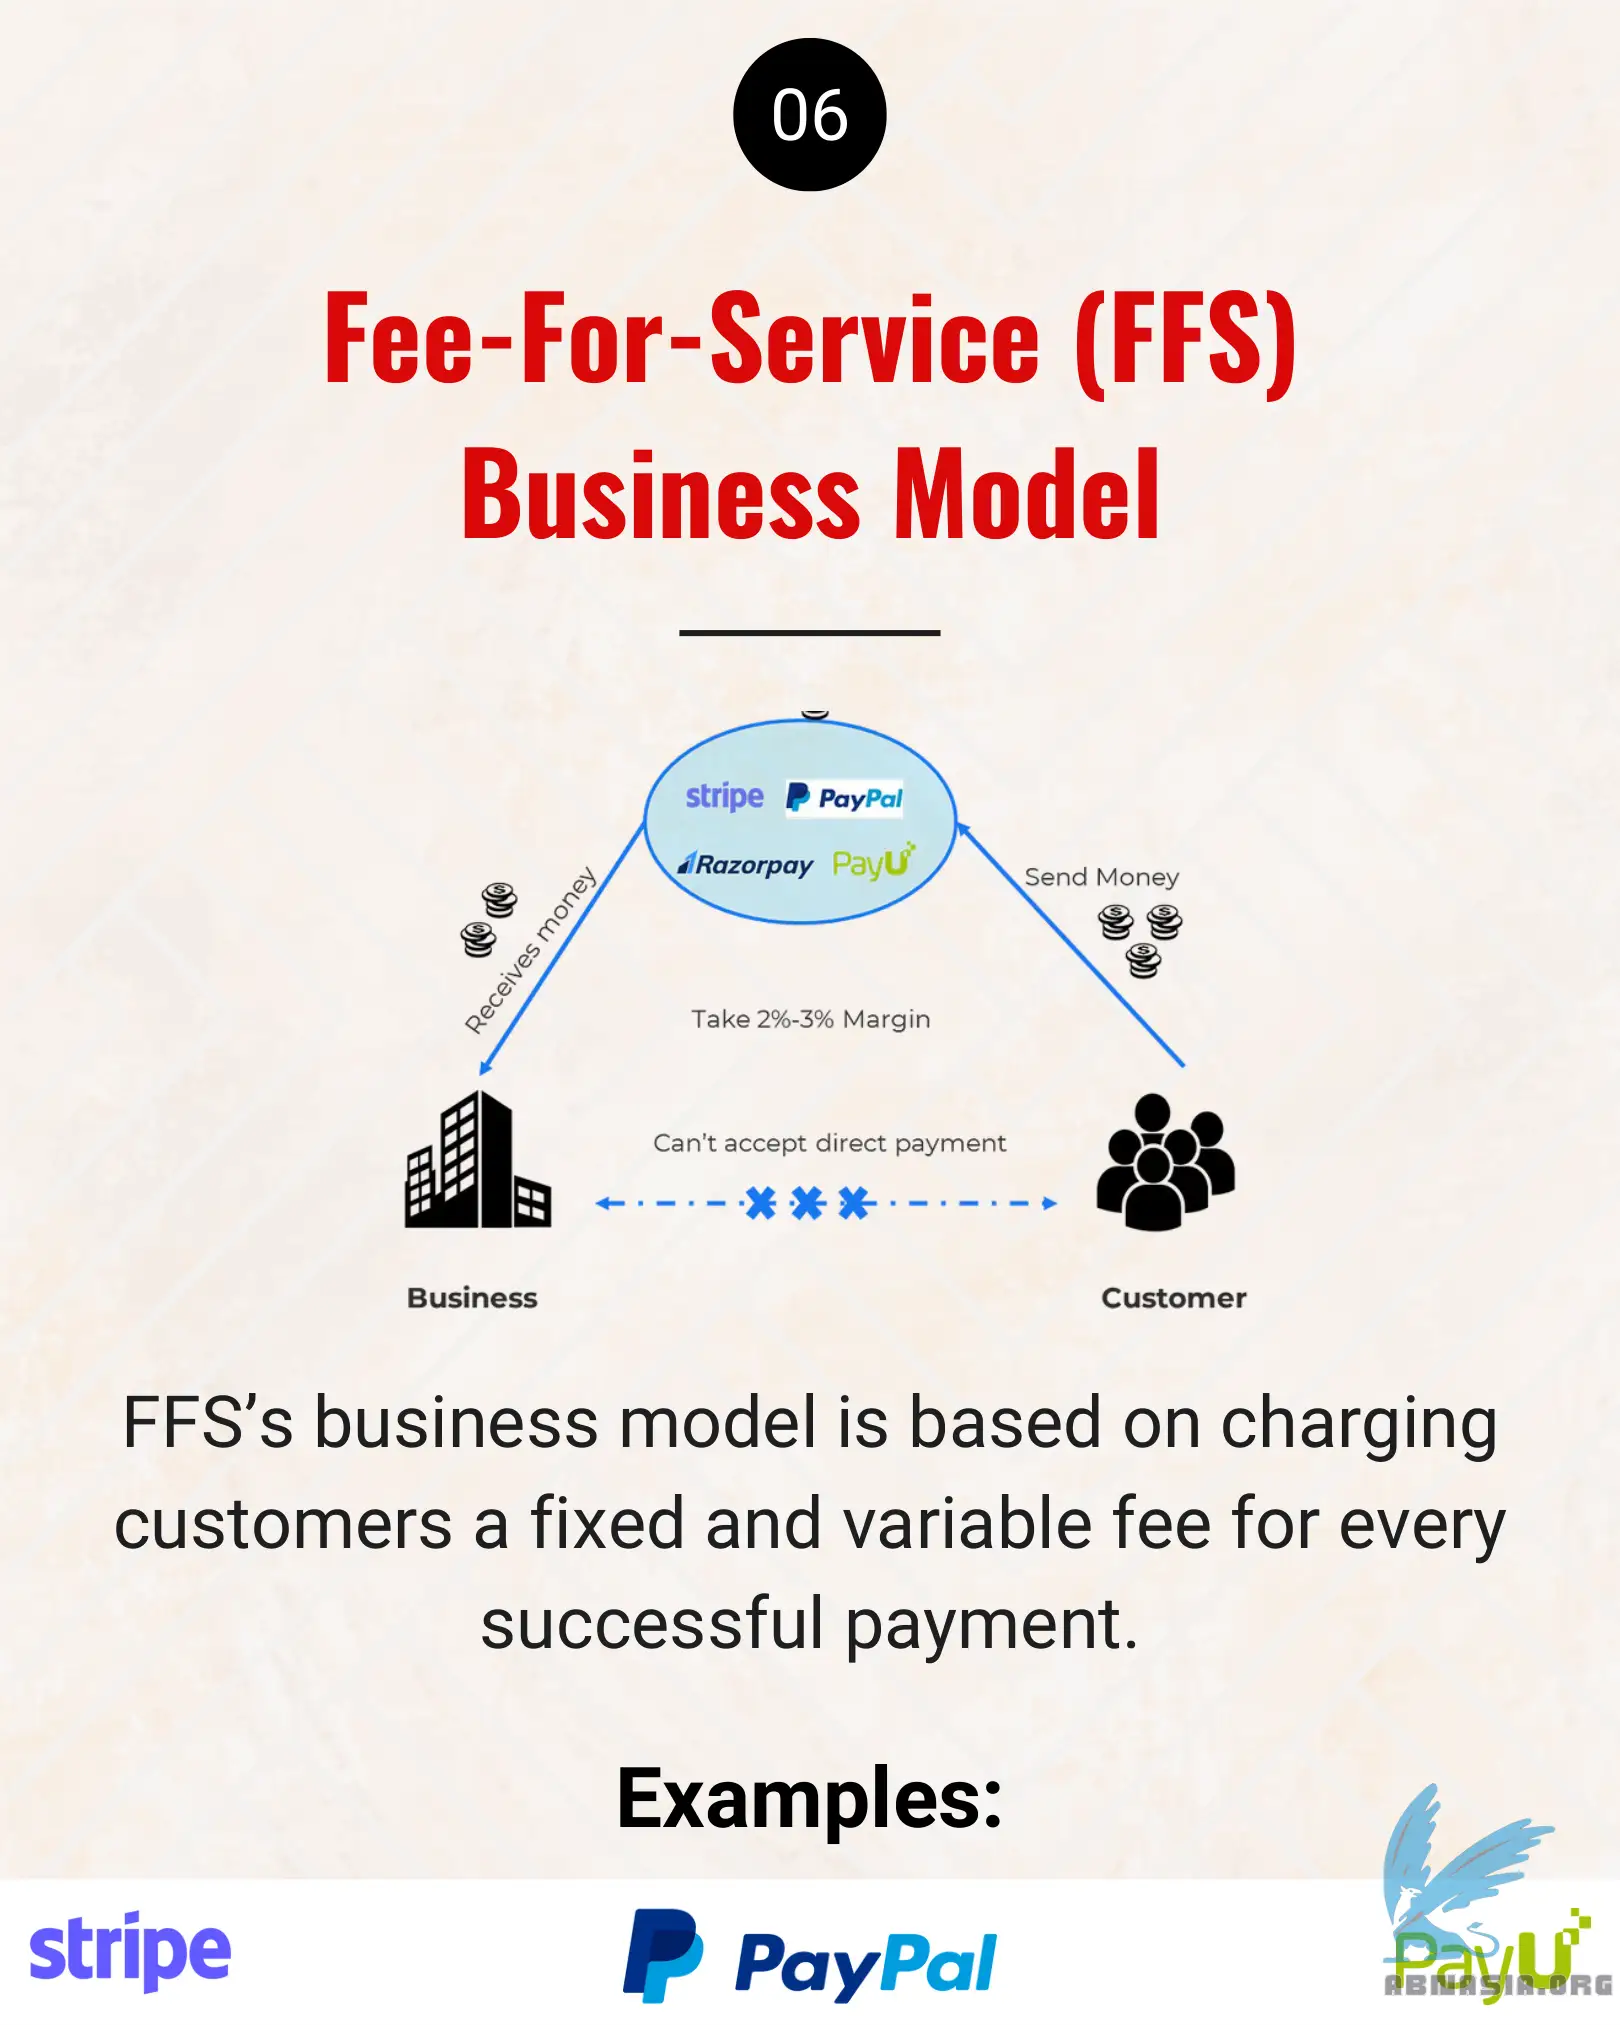 06
Fee-For-Service (FFS)
Business Model
stripe PayPal
Razorpay PayU
Receives money
Send Money
Take 2%-3% Margin
Can't accept direct payment
Business
Customer
FFS’s business model is based on charging
customers a fixed and variable fee for every
successful payment.
Examples:
stripe
PayPal
PayU
ABMASIA.ORG